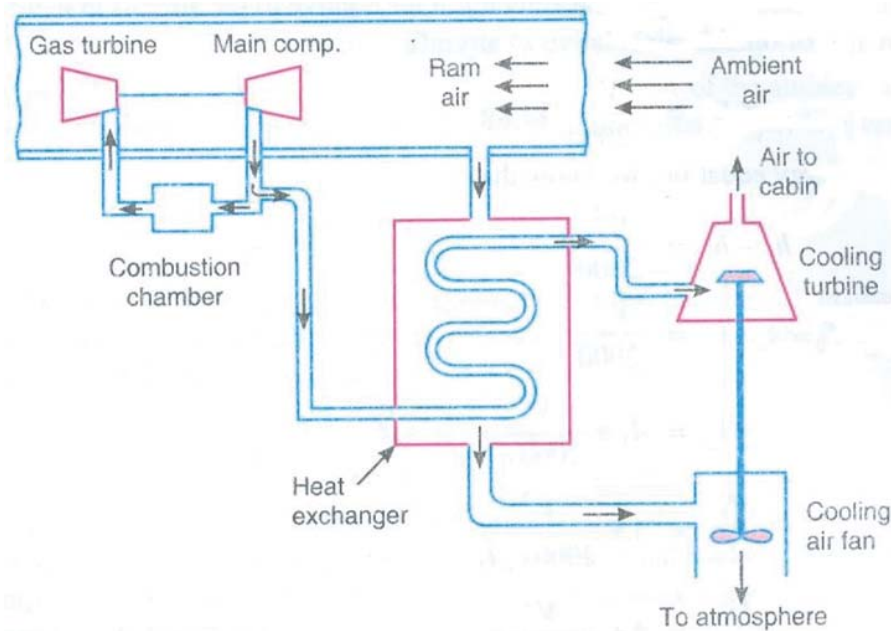 Gas turbine
Main comp.
Ram
air
Ambient
air
Air to
cabin
Combustion
chamber
Cooling
turbine
Heat
exchanger
Cooling
air fan
To atmosphere